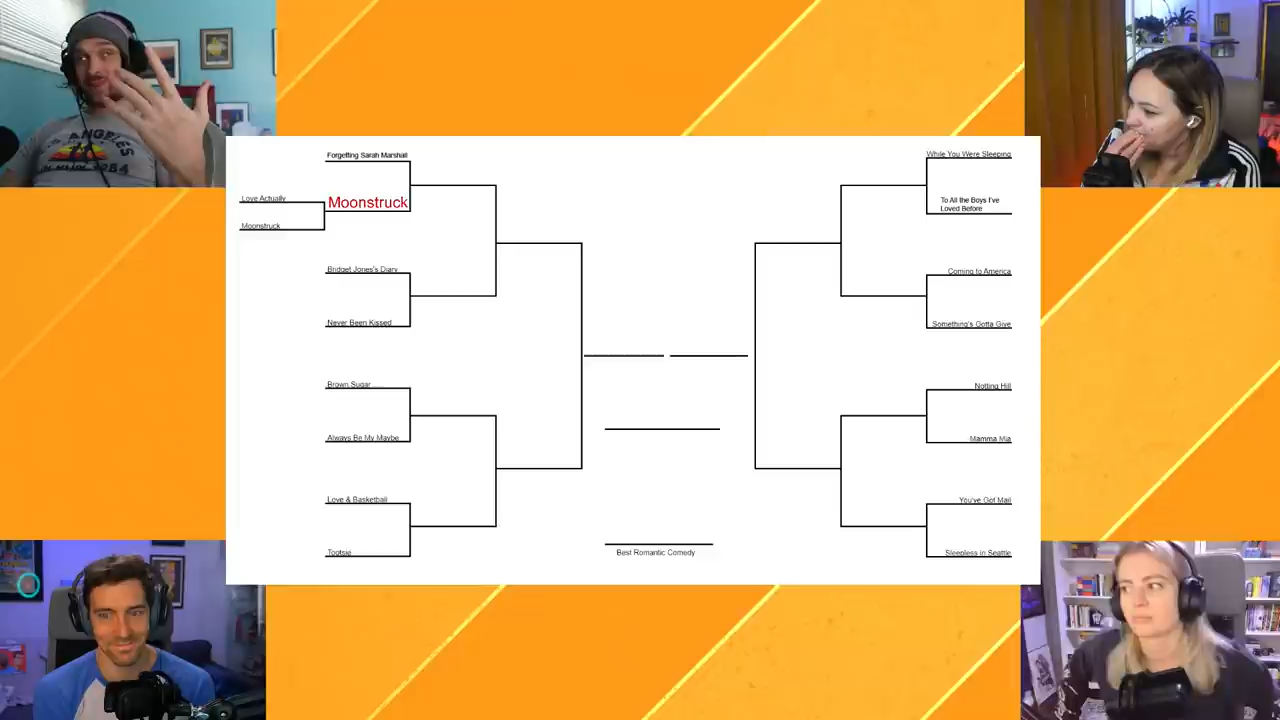 Forgetting Sarah Marshall
Love Actually
Moonstruck
Moonstruck
Bridget Jones's Diary
Never Been Kissed
Brown Sugar
Always Be My Maybe
Love & Basketball
Tootsie
While You Were Sleeping
To All the Boys I've
Loved Before
Coming to America
Something's Gotta Give
Notting Hill
Mamma Mia
You've Got Mail
Sleepless in Seattle
Best Romantic Comedy
ANGELES